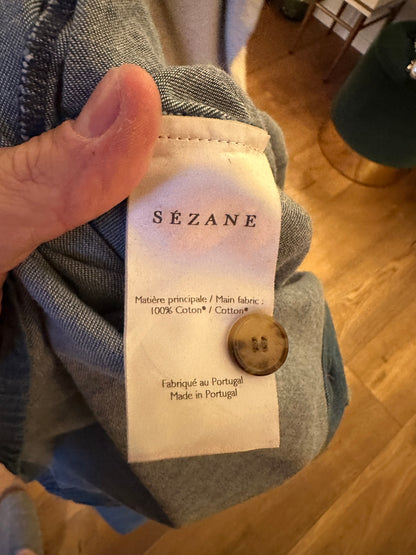 SÉZANE
Matière principale / Main fabric :
100% Coton* / Cotton*
Fabriqué au Portugal
Made in Portugal